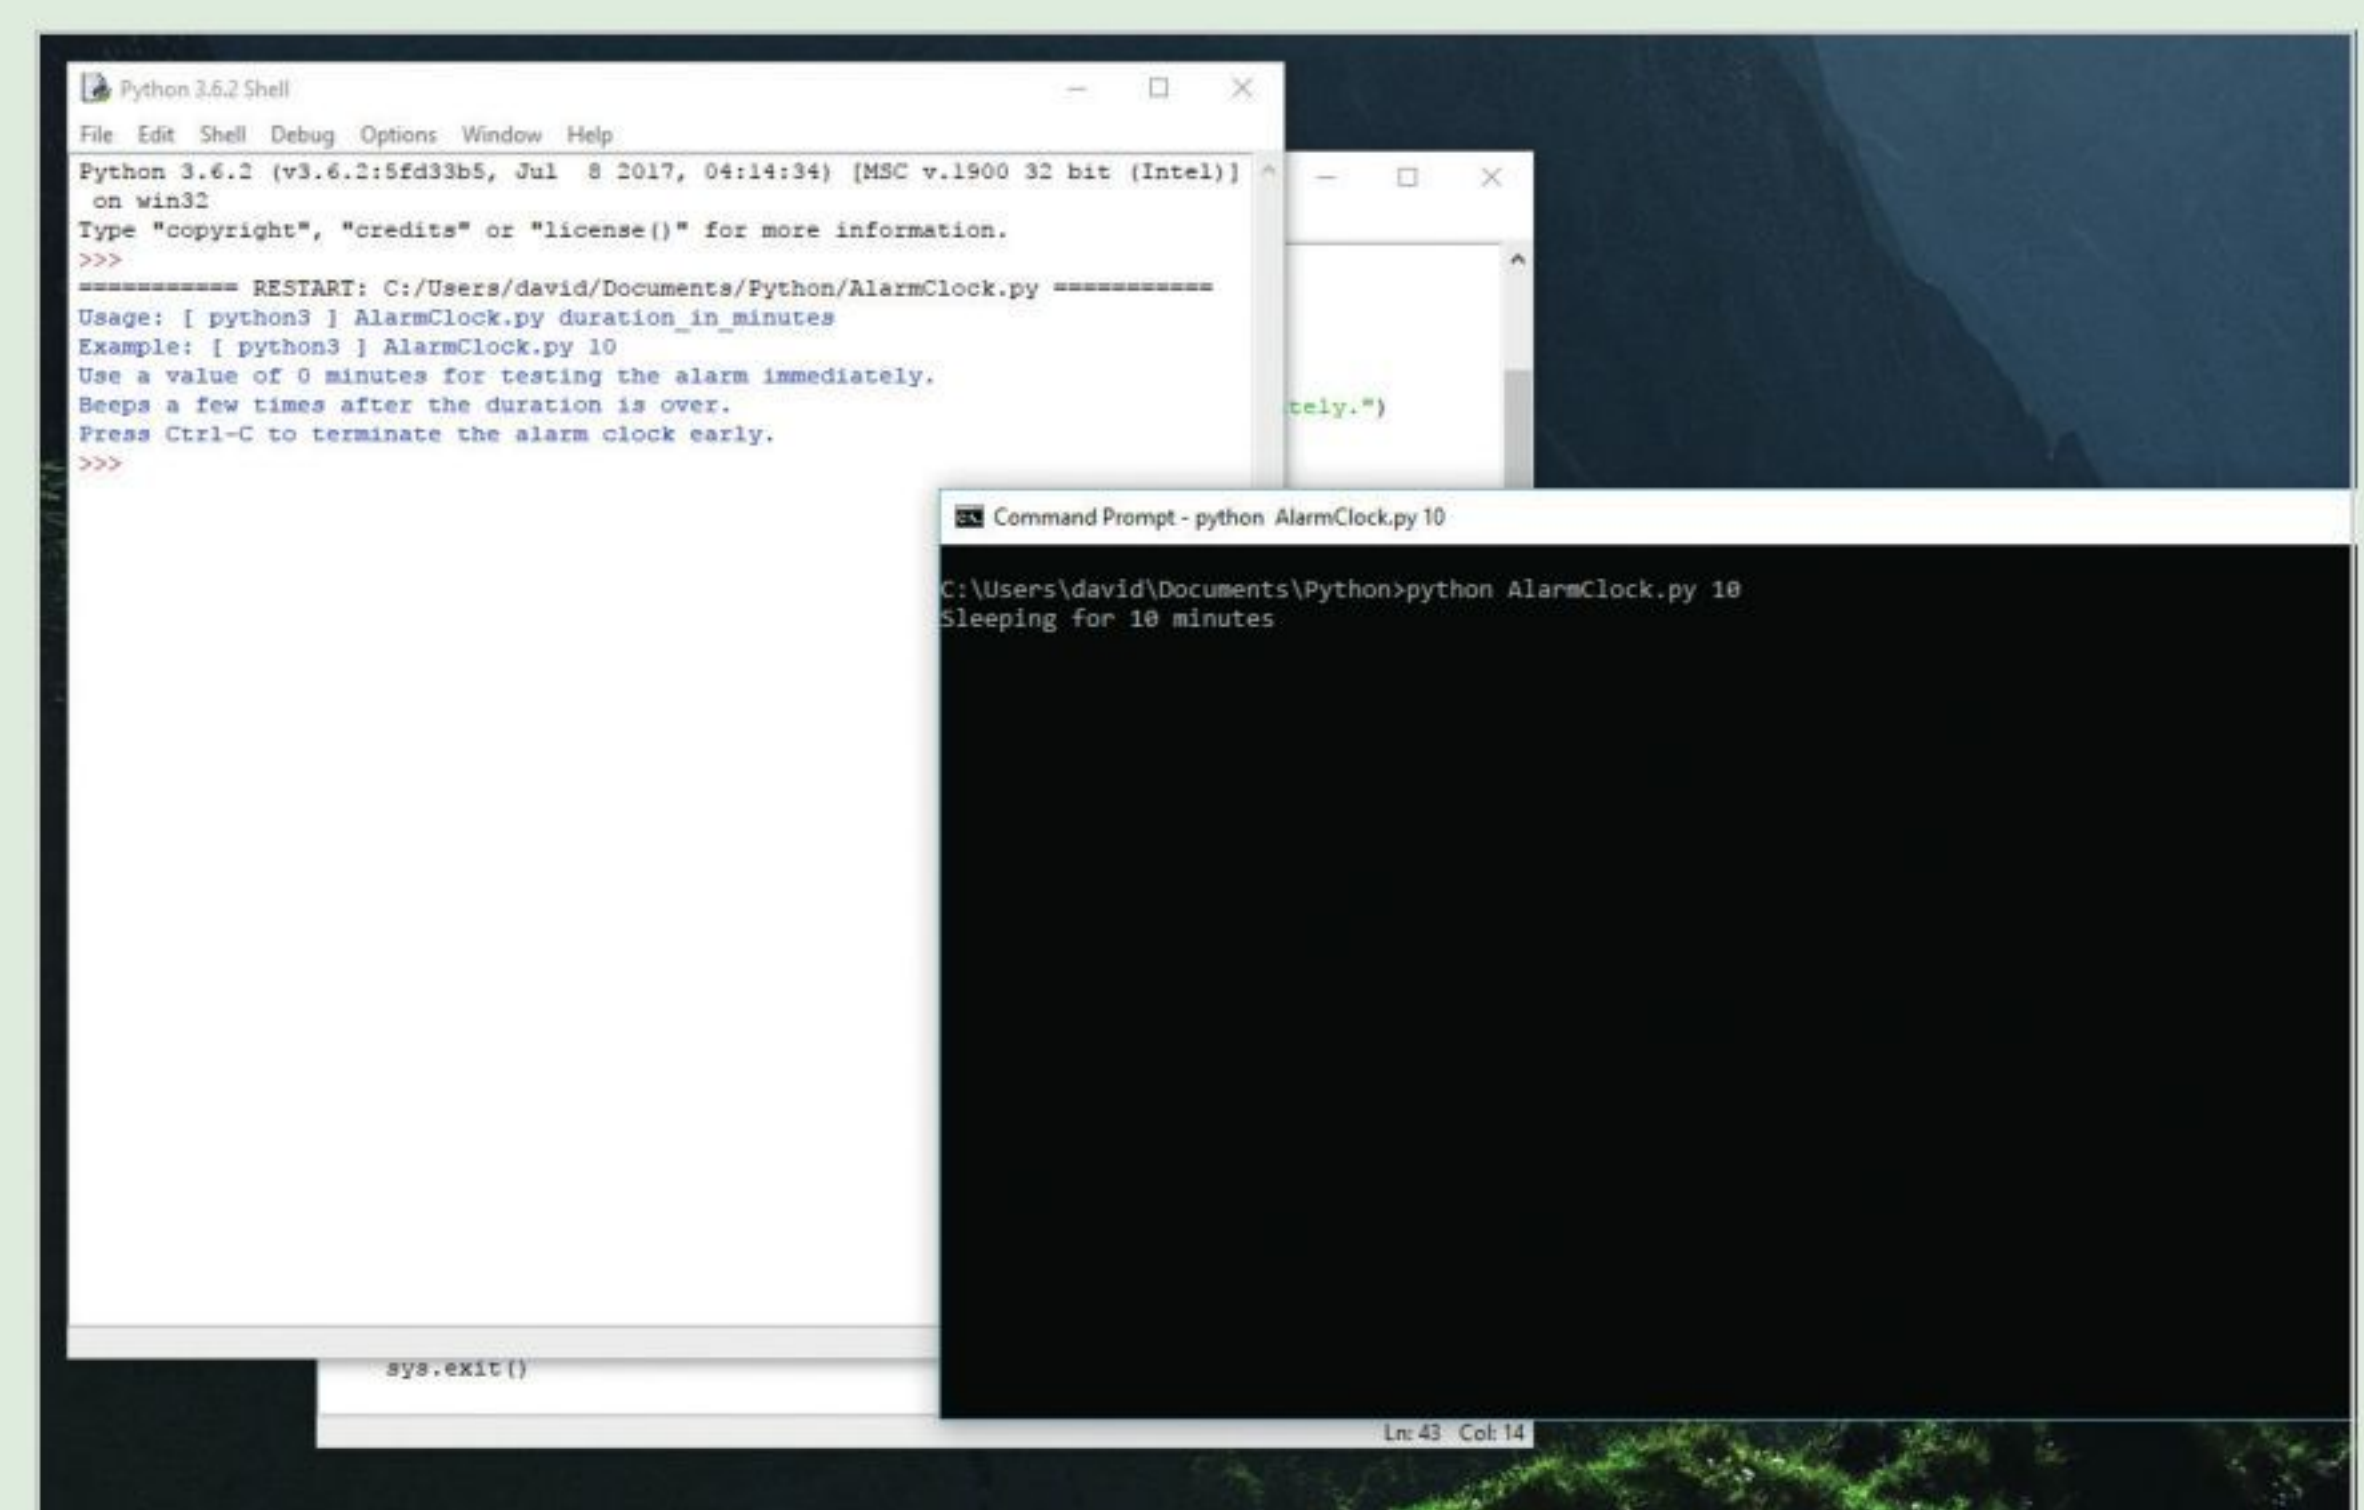 Python 3.6.2 Shell
File Edit Shell Debug Options Window Help
Python 3.6.2 (v3.6.2:5fd33b5, Jul  8 2017, 04:14:34) [MSC v.1900 32 bit (Intel)]
 on win32
Type "copyright", "credits" or "license()" for more information.
>>>
=========== RESTART: C:/Users/david/Documents/Python/AlarmClock.py ===========
Usage: [ python3 ] AlarmClock.py duration_in_minutes
Example: [ python3 ] AlarmClock.py 10
Use a value of 0 minutes for testing the alarm immediately.
Beeps a few times after the duration is over.
Press Ctrl-C to terminate the alarm clock early.
>>>
tely.")
Command Prompt - python  AlarmClock.py 10
C:\Users\david\Documents\Python>python AlarmClock.py 10
Sleeping for 10 minutes
sys.exit()
Ln: 43 Col: 14